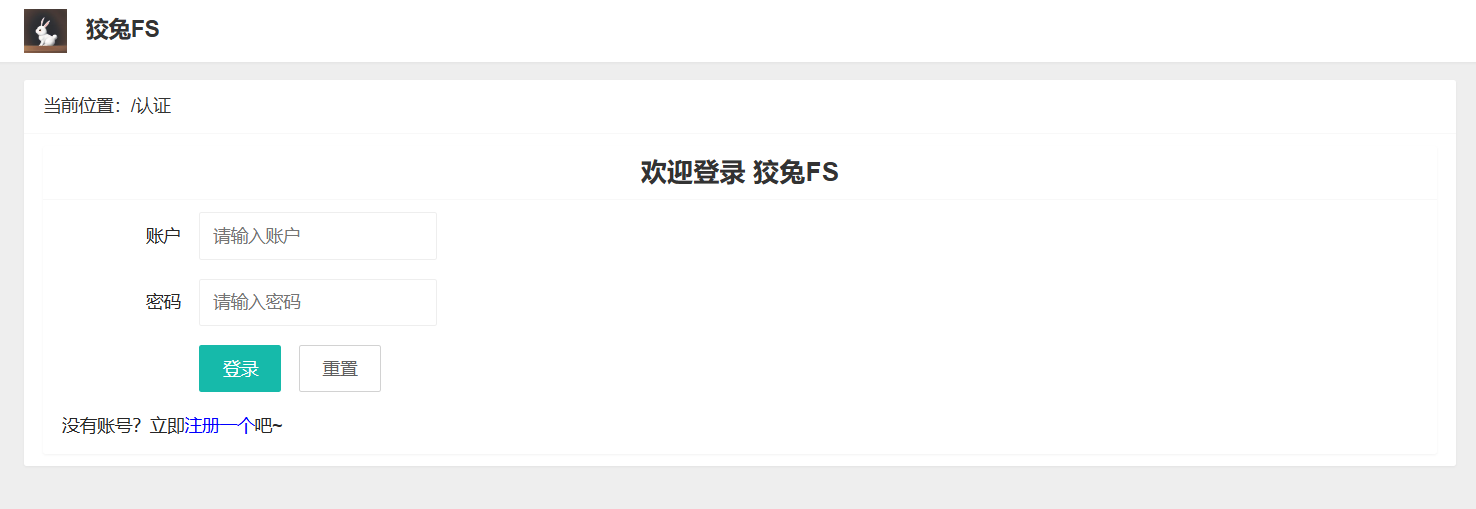 狡兔FS
当前位置：/认证
欢迎登录 狡兔FS
账户 请输入账户
密码 请输入密码
登录 重置
没有账号？立即注册一个吧~